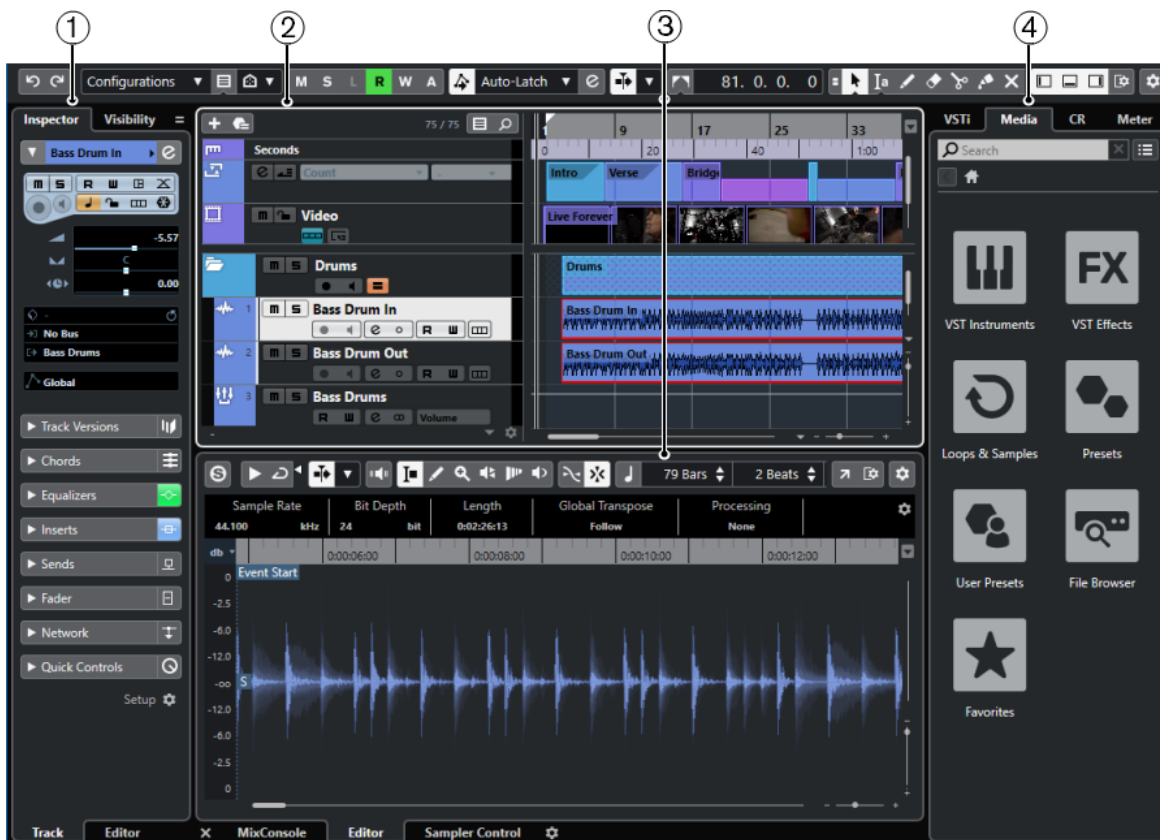 1
2
3
4
Configurations
M S L R W A
Auto-Latch
81. 0. 0. 0
Inspector Visibility
Bass Drum In
-5.57
C
0.00
-
No Bus
Bass Drums
Global
Track Versions
Chords
Equalizers
Inserts
Sends
Fader
Network
Quick Controls
Setup
Track Editor
75 / 75
Seconds
Count
-
Video
Drums
1 Bass Drum In
2 Bass Drum Out
3 Bass Drums
Volume
-
1 9 17 25 33
0 20 40 1:00
Intro Verse Bridge
Live Forever
Drums
Bass Drum In
Bass Drum Out
79 Bars 2 Beats
Sample Rate Bit Depth Length Global Transpose Processing
44.100 kHz 24 bit 0:02:26:13 Follow None
db
0:00:06:00 0:00:08:00 0:00:10:00 0:00:12:00
Event Start
0
-2.5
-6.0
-12.0
-oo
S
-12.0
-6.0
-2.5
0
MixConsole Editor Sampler Control
VSTi Media CR Meter
Search
VST Instruments
FX
VST Effects
Loops & Samples
Presets
User Presets
File Browser
Favorites